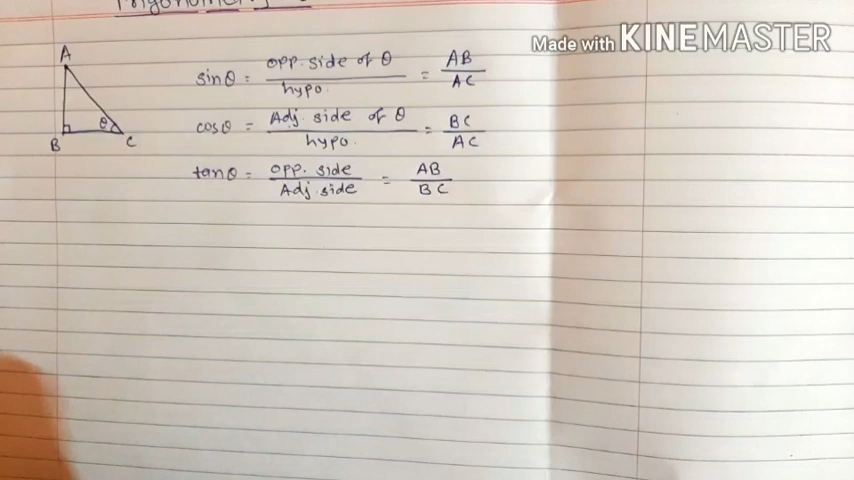 Trigonometry
Made with KINEMASTER
A
B
C
θ
sinθ = opp. side of θ / hypo. = AB / AC
cosθ = Adj. side of θ / hypo. = BC / AC
tanθ = opp. side / Adj. side = AB / BC